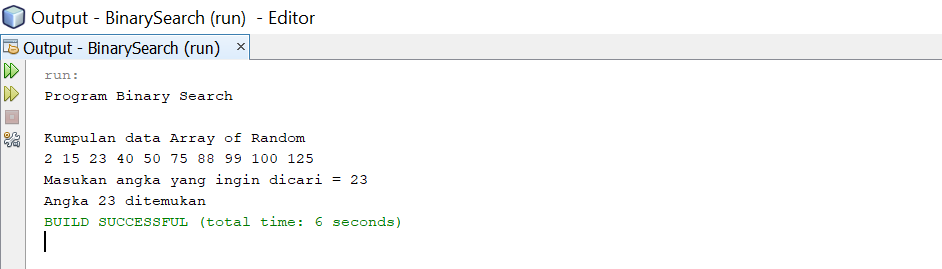 Output - BinarySearch (run) - Editor
Output - BinarySearch (run) ×
run:
Program Binary Search
Kumpulan data Array of Random
2 15 23 40 50 75 88 99 100 125
Masukan angka yang ingin dicari = 23
Angka 23 ditemukan
BUILD SUCCESSFUL (total time: 6 seconds)